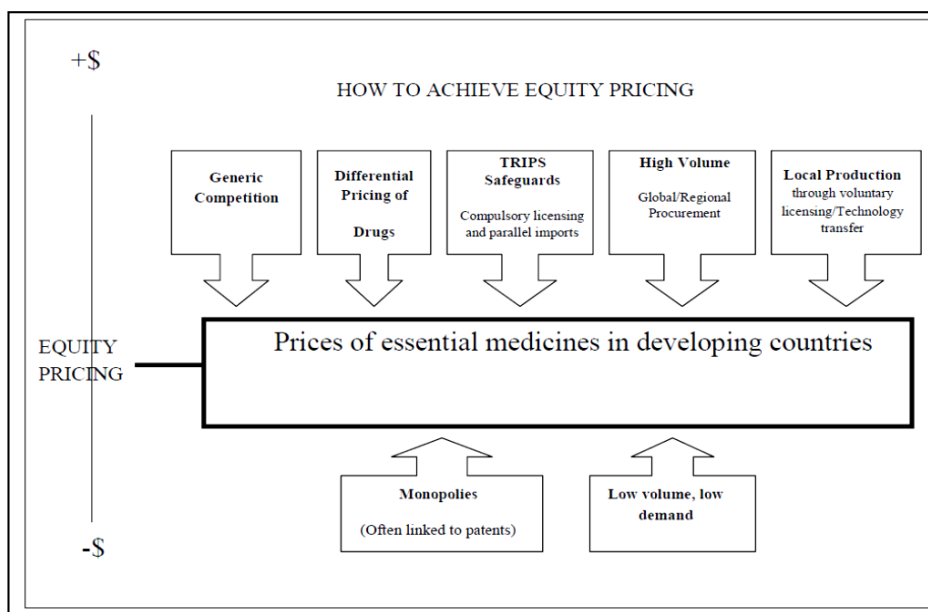 +$
HOW TO ACHIEVE EQUITY PRICING
Generic
Competition
Differential
Pricing of
Drugs
TRIPS
Safeguards
Compulsory licensing
and parallel imports
High Volume
Global/Regional
Procurement
Local Production
through voluntary
licensing/Technology
transfer
EQUITY
PRICING
Prices of essential medicines in developing countries
Monopolies
(Often linked to patents)
Low volume, low
demand
-$